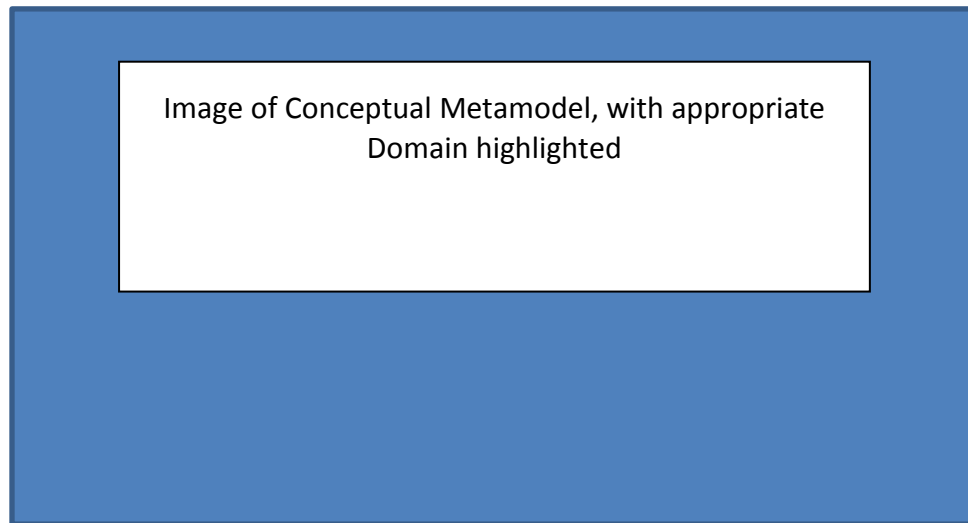 Image of Conceptual Metamodel, with appropriate
Domain highlighted